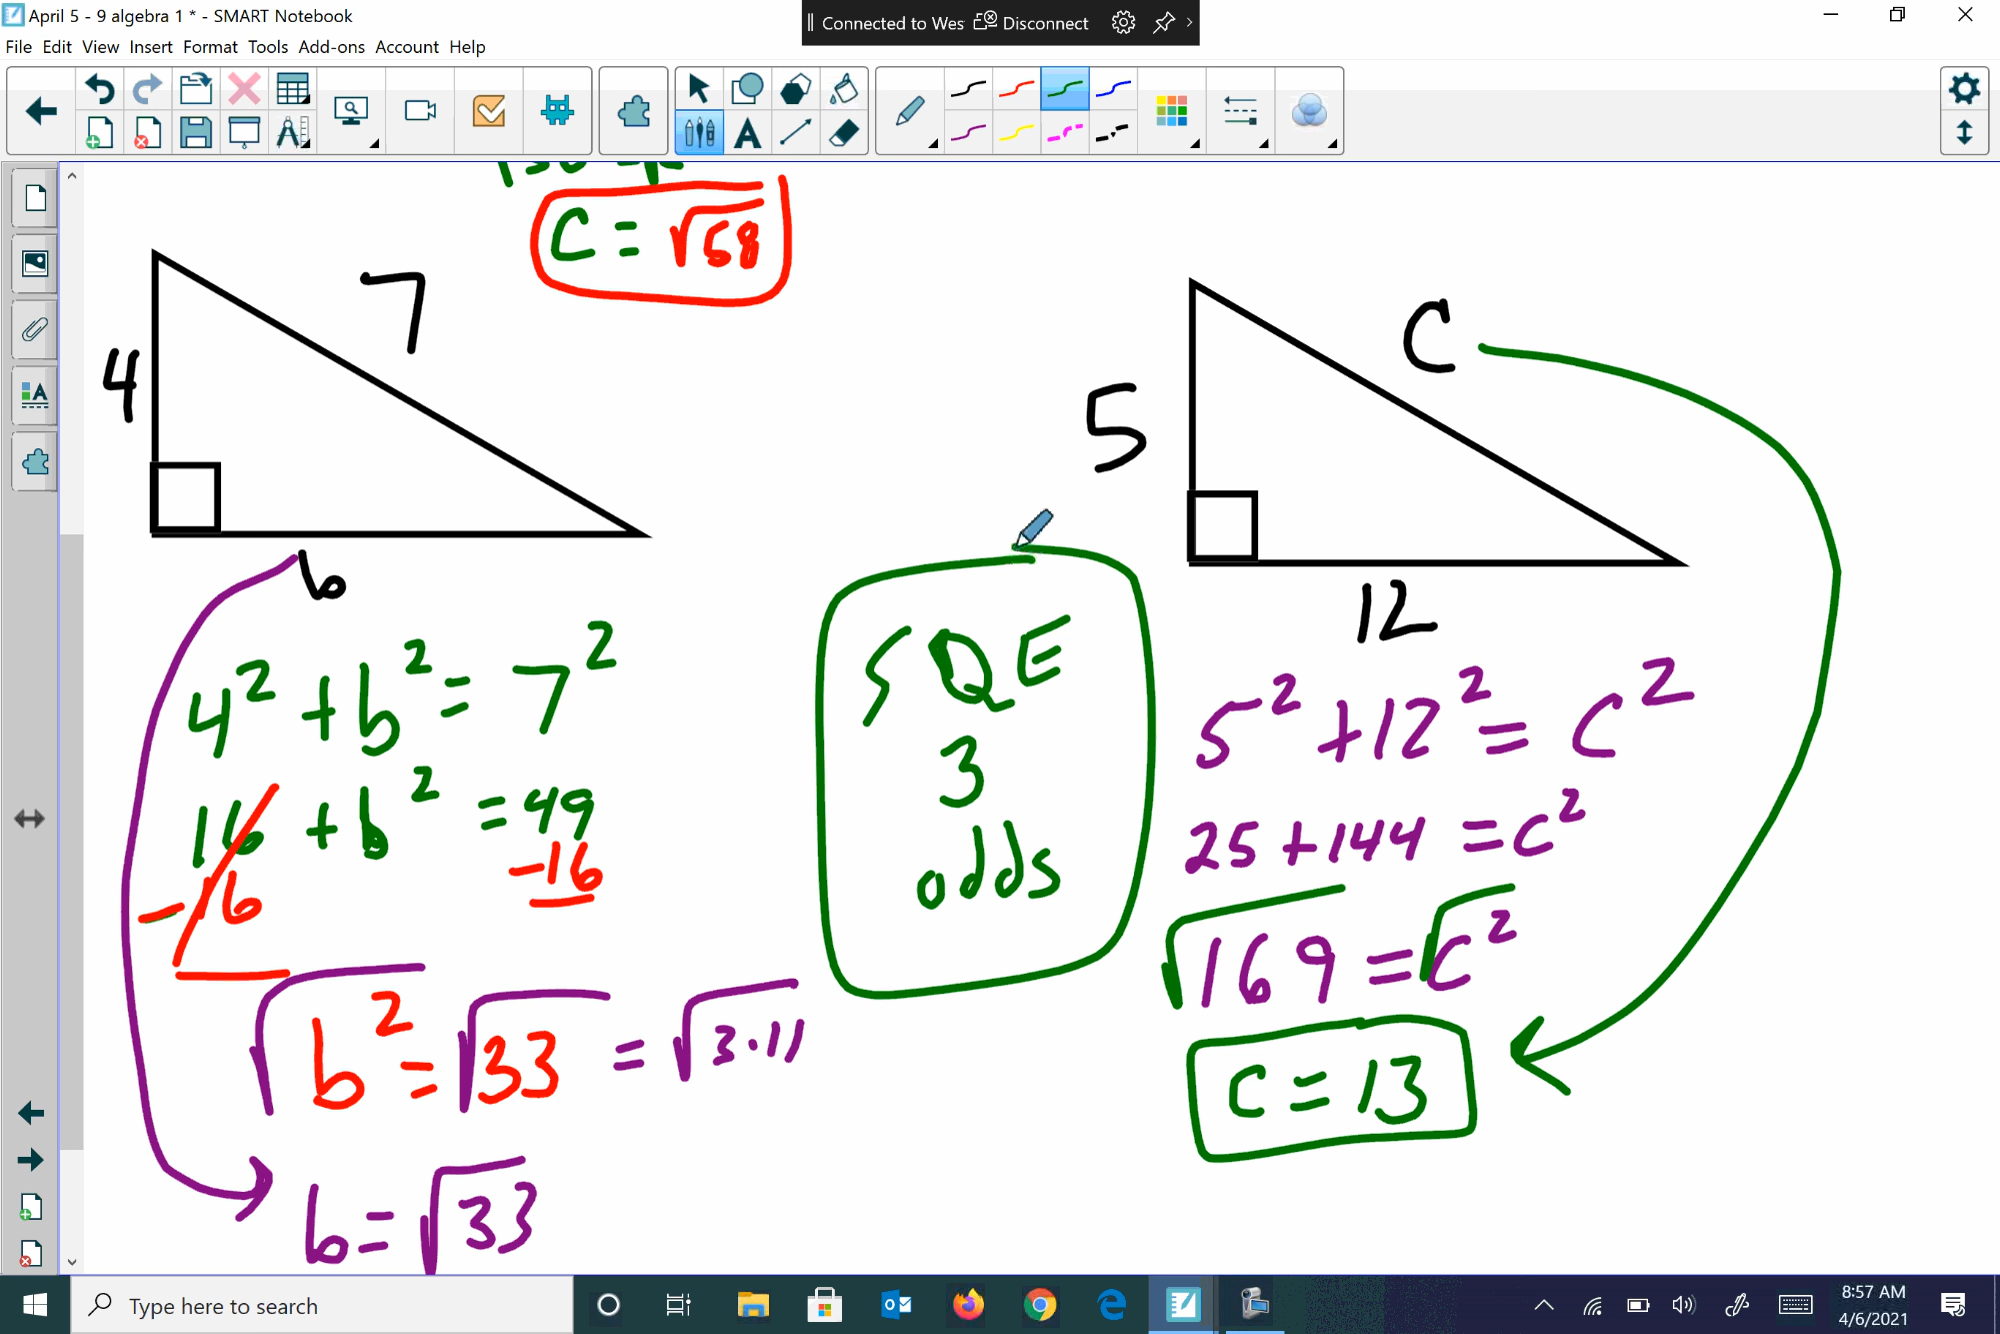 April 5 - 9 algebra 1 * - SMART Notebook
Connected to Wes Disconnect
File Edit View Insert Format Tools Add-ons Account Help
C = √58
7
4
b
C
5
12
4² + b² = 7²
16 + b² = 49
-16 -16
b² = √33 = √3·11
b = √33
SQE
3
odds
5² + 12² = c²
25 + 144 = c²
√169 = √c²
c = 13
Type here to search
8:57 AM
4/6/2021